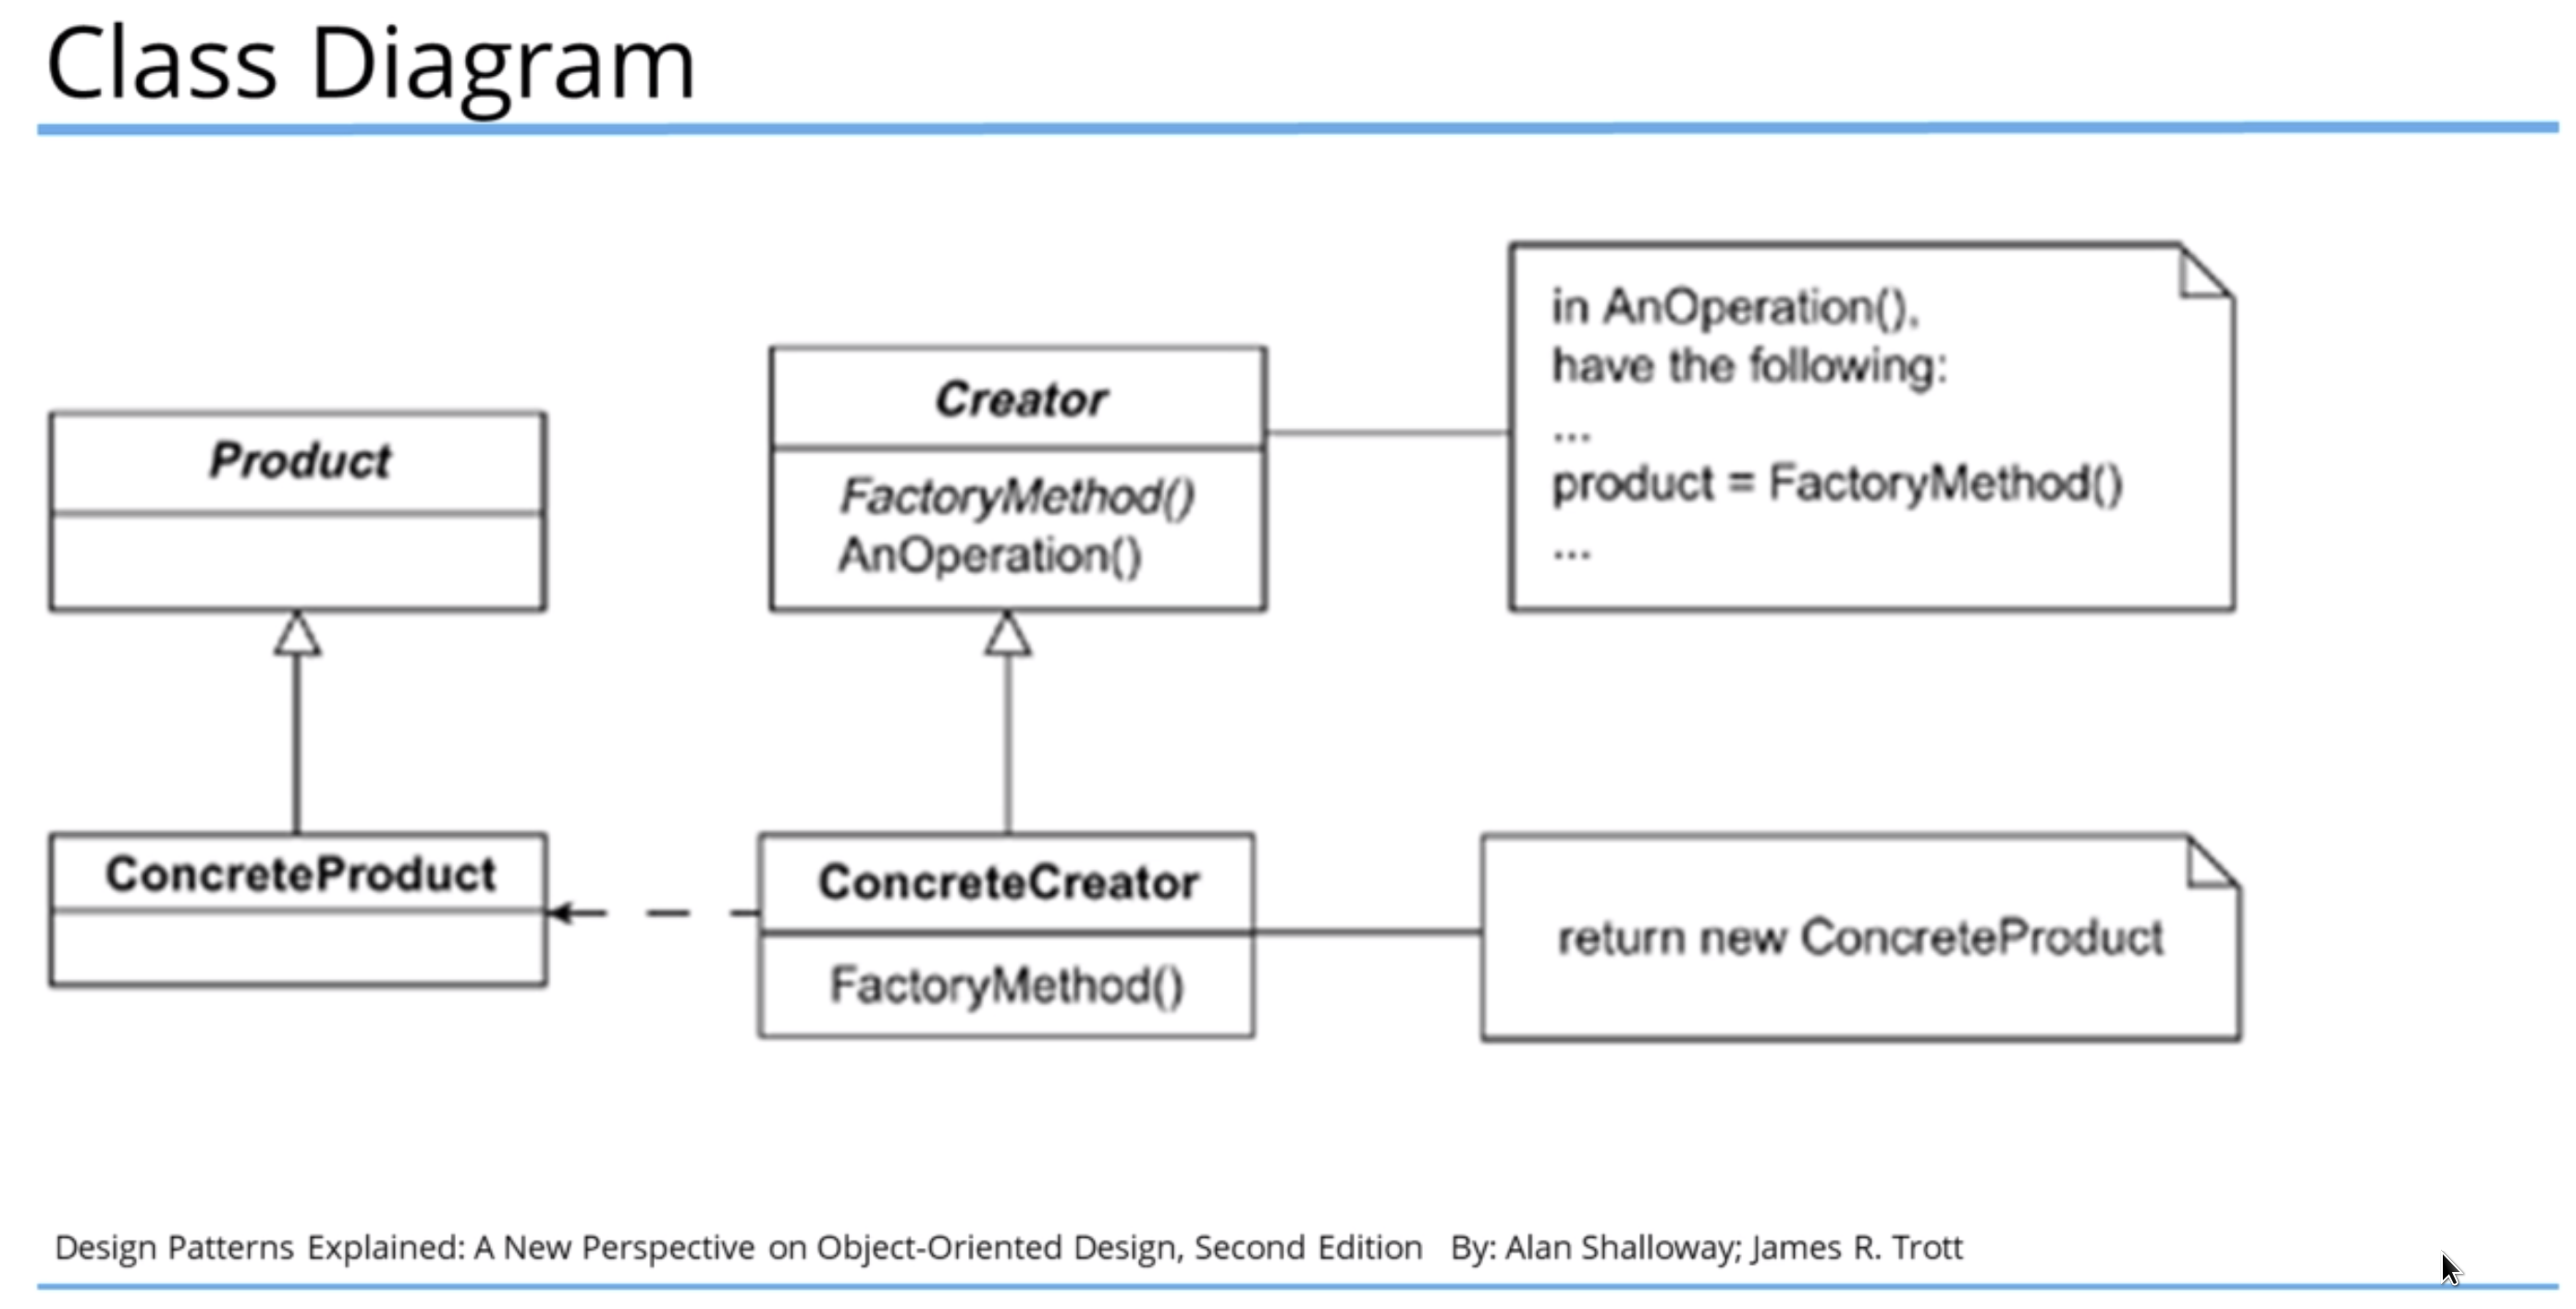 Class Diagram
Product
Creator
FactoryMethod()
AnOperation()
in AnOperation(),
have the following:
...
product = FactoryMethod()
...
ConcreteProduct
ConcreteCreator
FactoryMethod()
return new ConcreteProduct
Design Patterns Explained: A New Perspective on Object-Oriented Design, Second Edition By: Alan Shalloway; James R. Trott